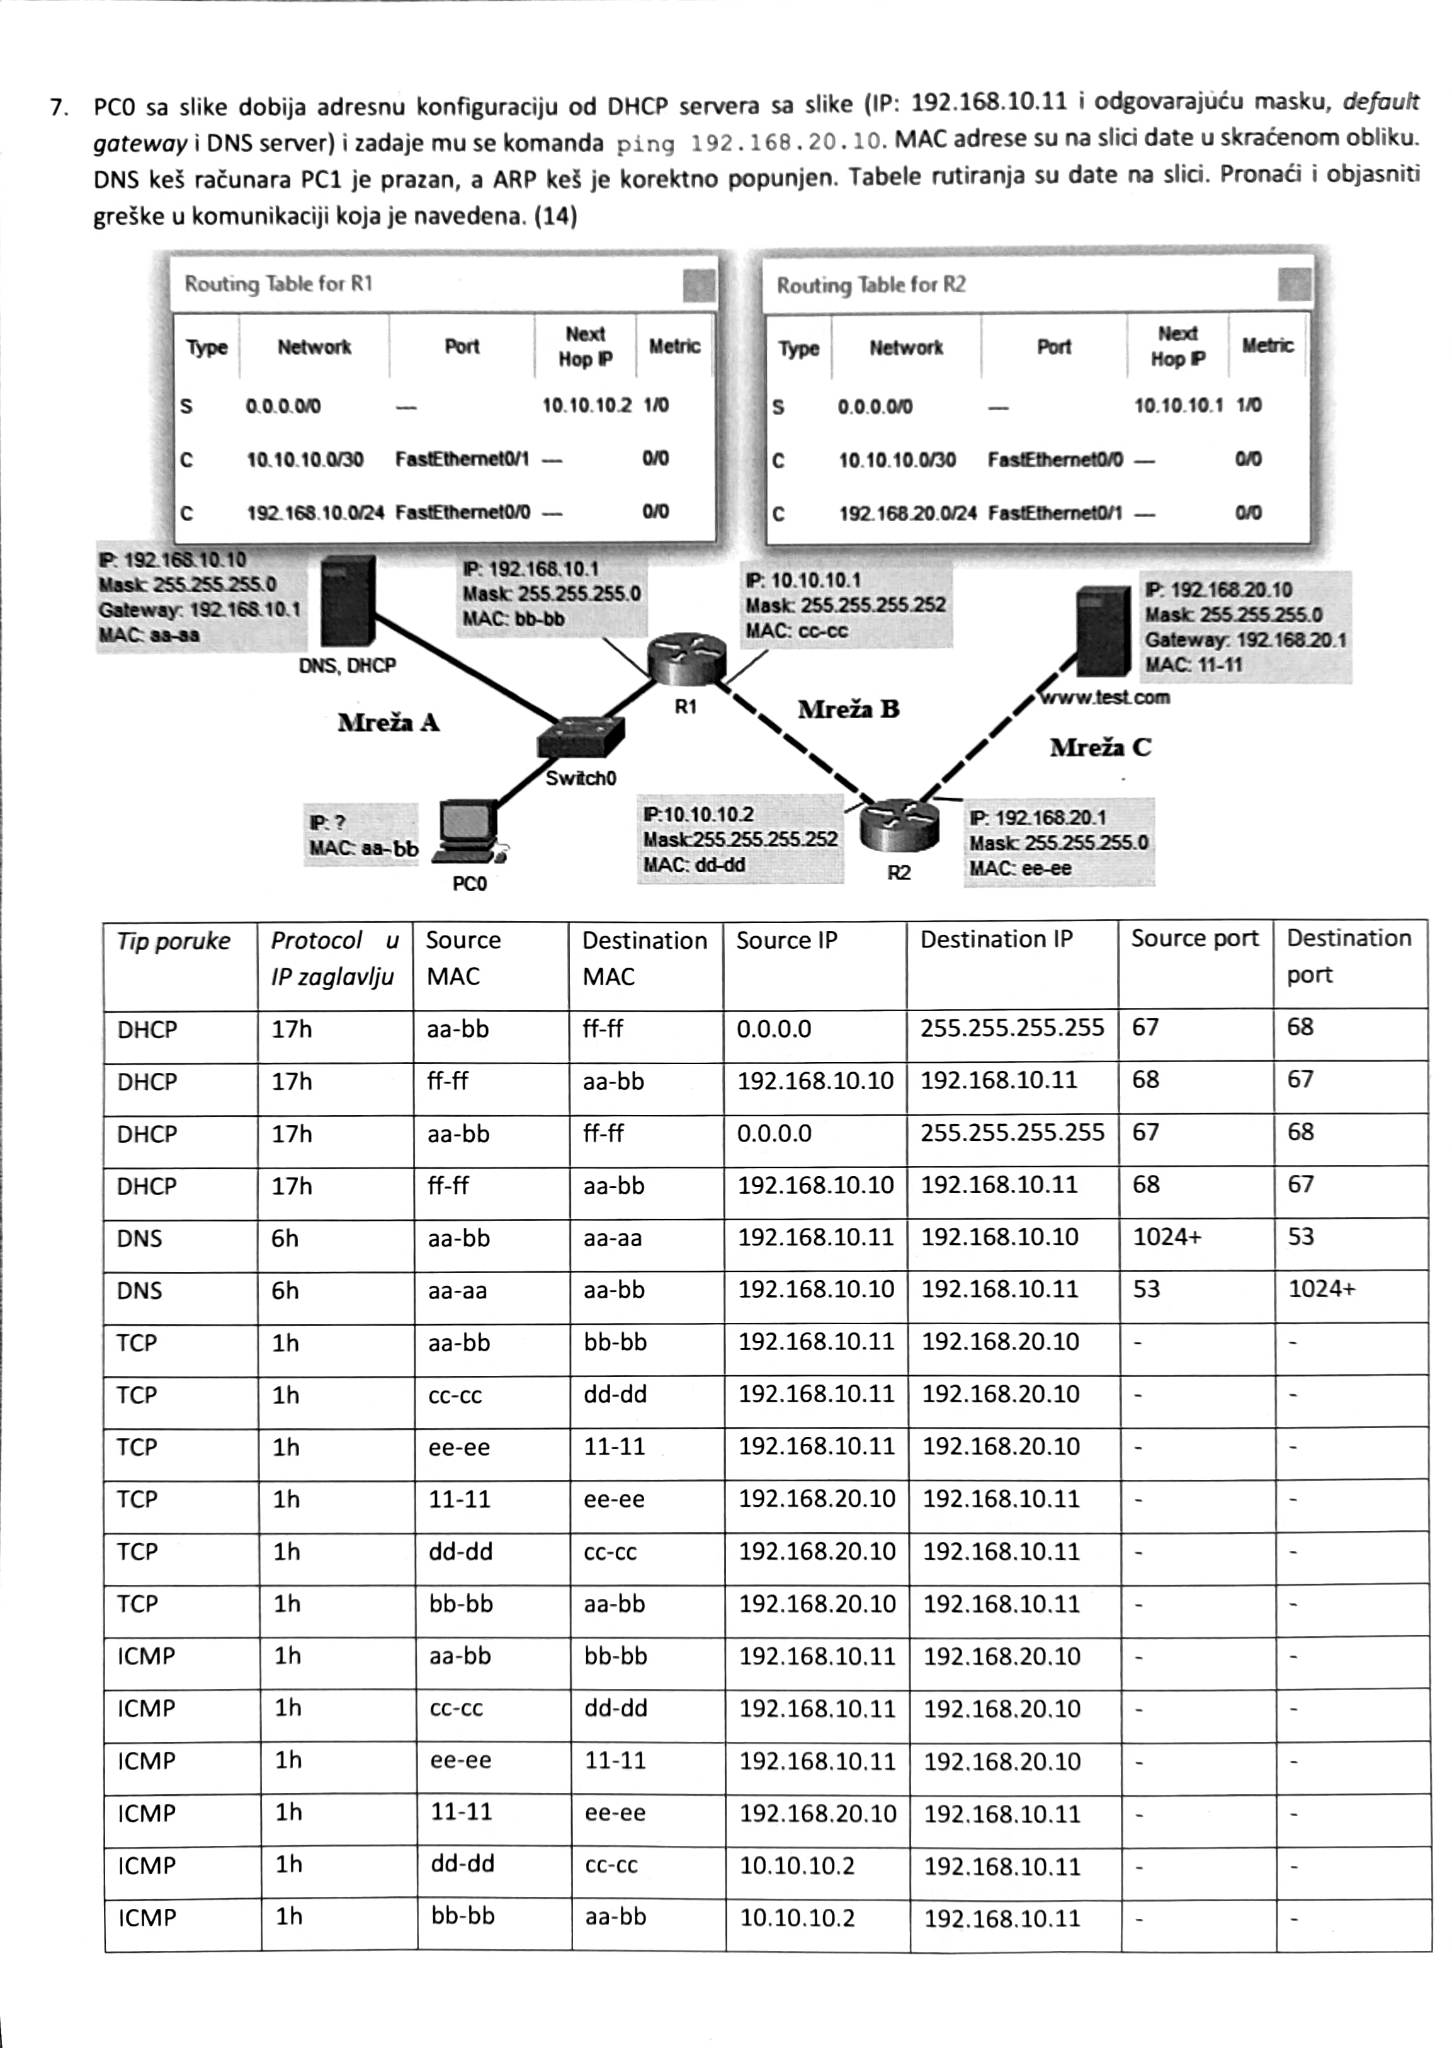 7. PC0 sa slike dobija adresnu konfiguraciju od DHCP servera sa slike (IP: 192.168.10.11 i odgovarajuću masku, default
gateway i DNS server) i zadaje mu se komanda ping 192.168.20.10. MAC adrese su na slici date u skraćenom obliku.
DNS keš računara PC1 je prazan, a ARP keš je korektno popunjen. Tabele rutiranja su date na slici. Pronaći i objasniti
greške u komunikaciji koja je navedena. (14)
Routing Table for R1
Type Network Port Next Hop IP Metric
S 0.0.0.0/0 — 10.10.10.2 1/0
C 10.10.10.0/30 FastEthernet0/1 — 0/0
C 192.168.10.0/24 FastEthernet0/0 — 0/0
Routing Table for R2
Type Network Port Next Hop IP Metric
S 0.0.0.0/0 — 10.10.10.1 1/0
C 10.10.10.0/30 FastEthernet0/0 — 0/0
C 192.168.20.0/24 FastEthernet0/1 — 0/0
IP: 192.168.10.10
Mask: 255.255.255.0
Gateway: 192.168.10.1
MAC: aa-aa
DNS, DHCP
IP: 192.168.10.1
Mask: 255.255.255.0
MAC: bb-bb
R1
IP: 10.10.10.1
Mask: 255.255.255.252
MAC: cc-cc
IP: 192.168.20.10
Mask: 255.255.255.0
Gateway: 192.168.20.1
MAC: 11-11
www.test.com
Mreža A
Mreža B
Mreža C
Switch0
IP: ?
MAC: aa-bb
PC0
IP:10.10.10.2
Mask:255.255.255.252
MAC: dd-dd
R2
IP: 192.168.20.1
Mask: 255.255.255.0
MAC: ee-ee
Tip poruke Protocol u IP zaglavlju Source MAC Destination MAC Source IP Destination IP Source port Destination port
DHCP 17h aa-bb ff-ff 0.0.0.0 255.255.255.255 67 68
DHCP 17h ff-ff aa-bb 192.168.10.10 192.168.10.11 68 67
DHCP 17h aa-bb ff-ff 0.0.0.0 255.255.255.255 67 68
DHCP 17h ff-ff aa-bb 192.168.10.10 192.168.10.11 68 67
DNS 6h aa-bb aa-aa 192.168.10.11 192.168.10.10 1024+ 53
DNS 6h aa-aa aa-bb 192.168.10.10 192.168.10.11 53 1024+
TCP 1h aa-bb bb-bb 192.168.10.11 192.168.20.10 - -
TCP 1h cc-cc dd-dd 192.168.10.11 192.168.20.10 - -
TCP 1h ee-ee 11-11 192.168.10.11 192.168.20.10 - -
TCP 1h 11-11 ee-ee 192.168.20.10 192.168.10.11 - -
TCP 1h dd-dd cc-cc 192.168.20.10 192.168.10.11 - -
TCP 1h bb-bb aa-bb 192.168.20.10 192.168.10.11 - -
ICMP 1h aa-bb bb-bb 192.168.10.11 192.168.20.10 - -
ICMP 1h cc-cc dd-dd 192.168.10.11 192.168.20.10 - -
ICMP 1h ee-ee 11-11 192.168.10.11 192.168.20.10 - -
ICMP 1h 11-11 ee-ee 192.168.20.10 192.168.10.11 - -
ICMP 1h dd-dd cc-cc 10.10.10.2 192.168.10.11 - -
ICMP 1h bb-bb aa-bb 10.10.10.2 192.168.10.11 - -